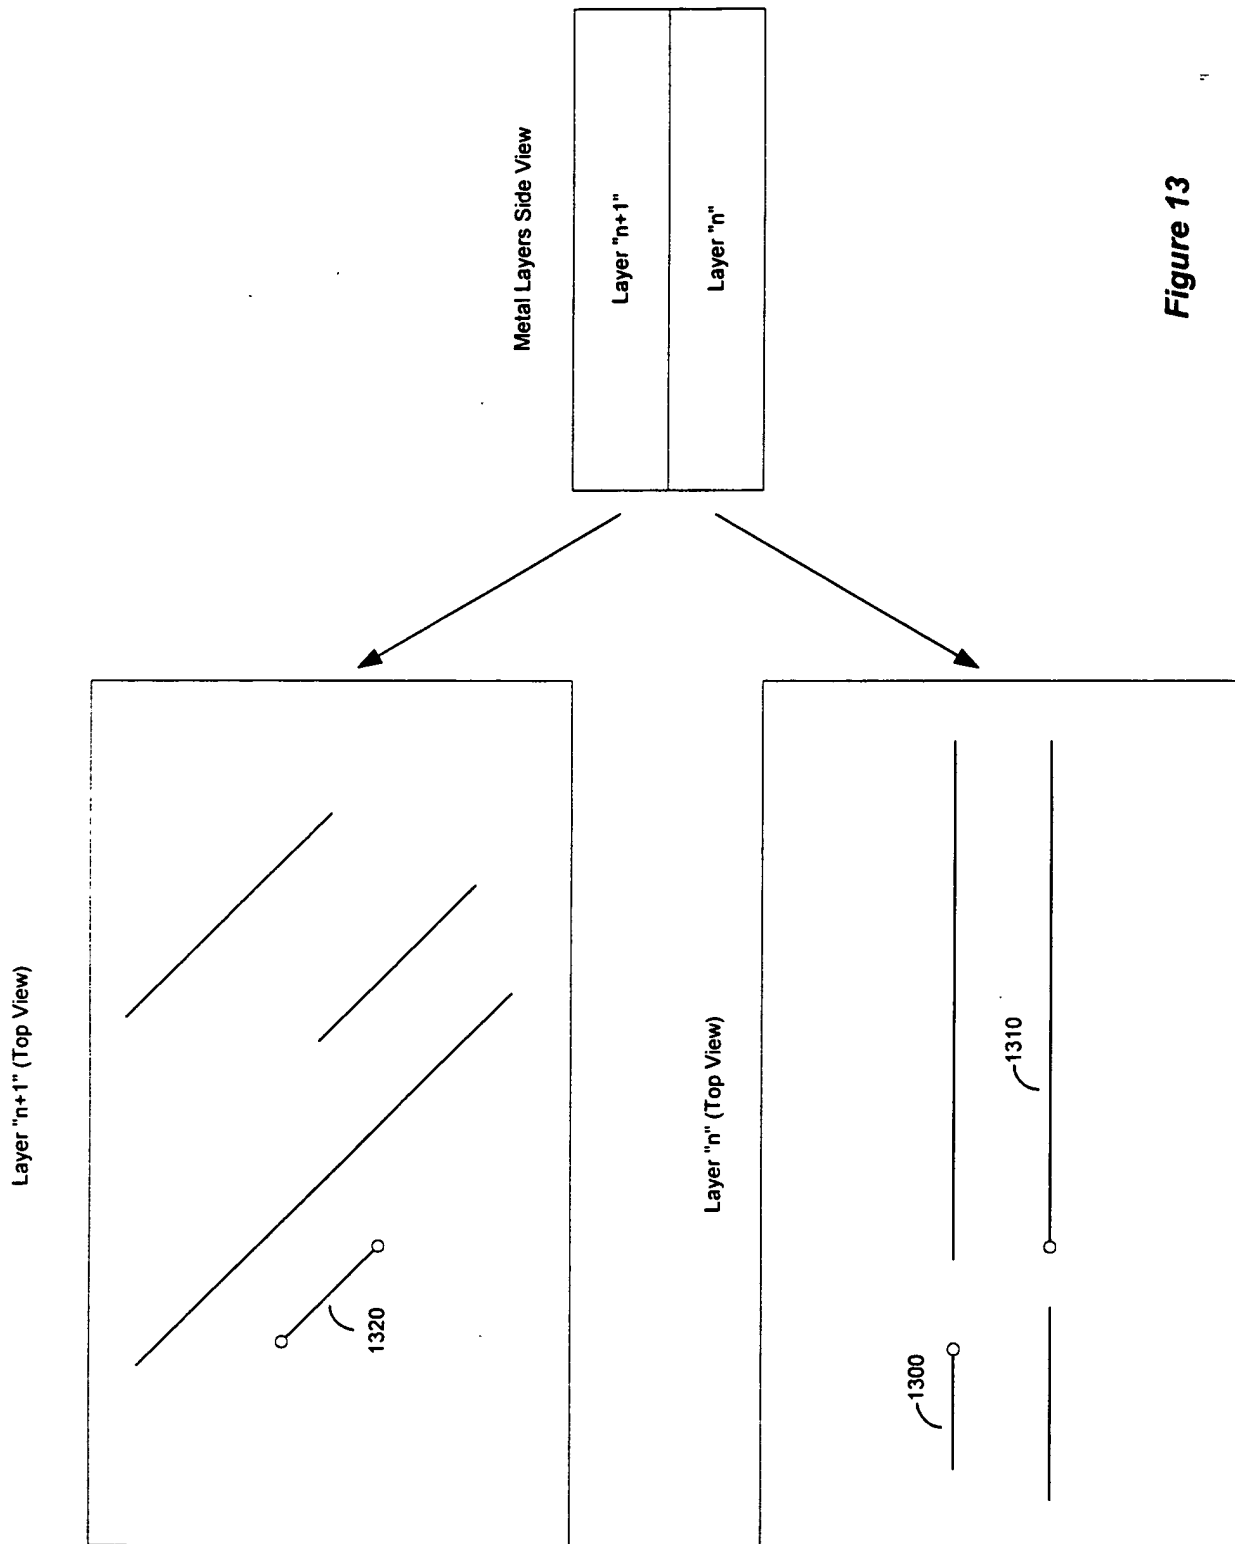 Metal Layers Side View
Layer "n+1"
Layer "n"
Layer "n+1" (Top View)
1320
Layer "n" (Top View)
1300
1310
Figure 13